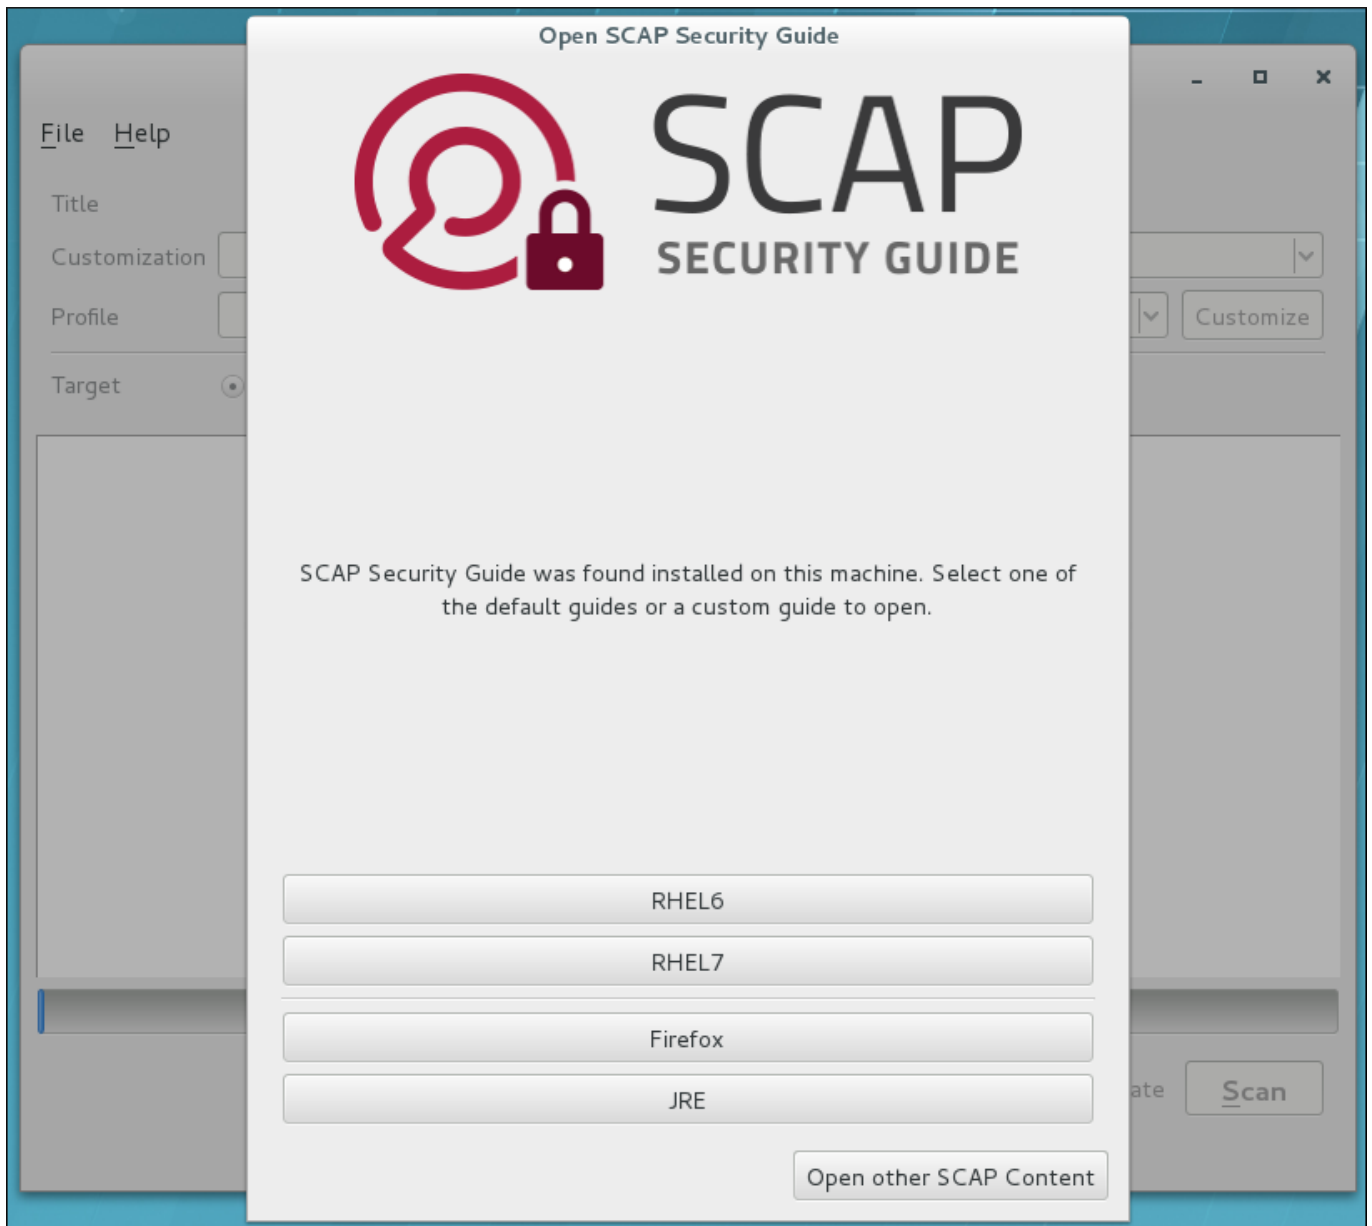 Open SCAP Security Guide
File Help
SCAP
SECURITY GUIDE
Title
Customization
Profile
Customize
Target
SCAP Security Guide was found installed on this machine. Select one of
the default guides or a custom guide to open.
RHEL6
RHEL7
Firefox
JRE
Scan
Open other SCAP Content